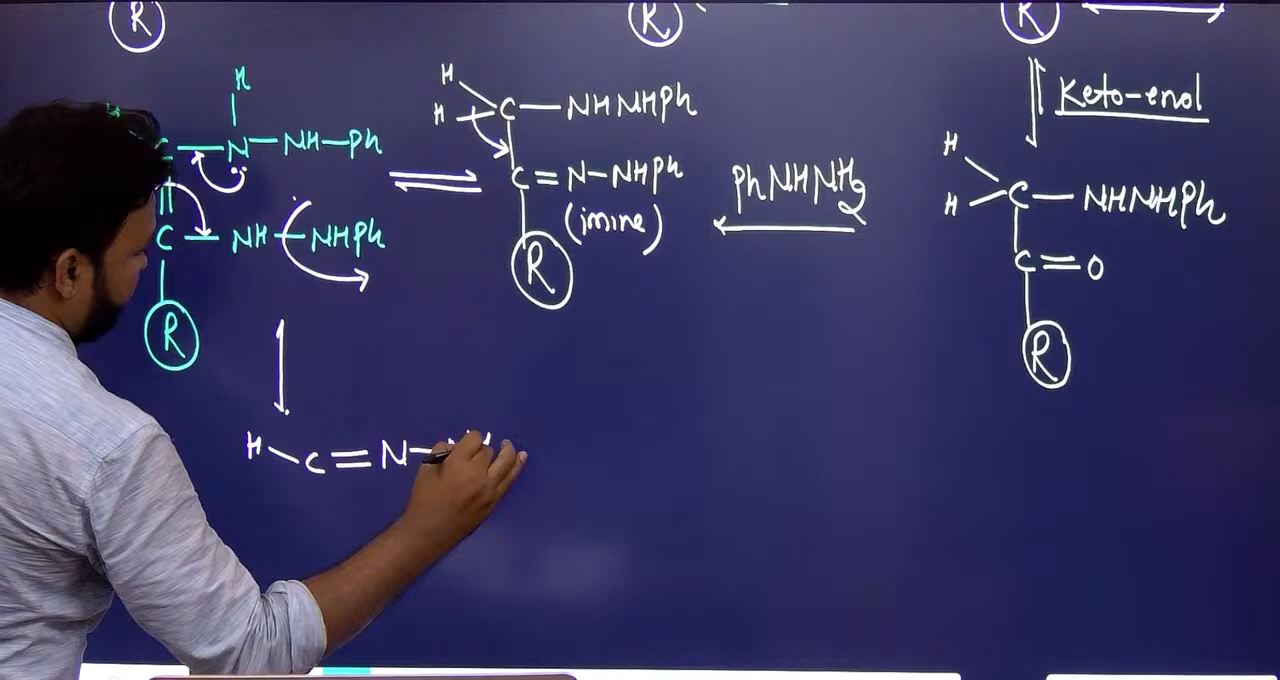 R R R
Keto-enol
H
H
C — N — NH — Ph
C — NH — NHPh
R
H
H
C — NHNHPh
C = N — NHPh
(imine)
R
PhNHNH2
H
H
C — NHNHPh
C = O
R
H
C = N —